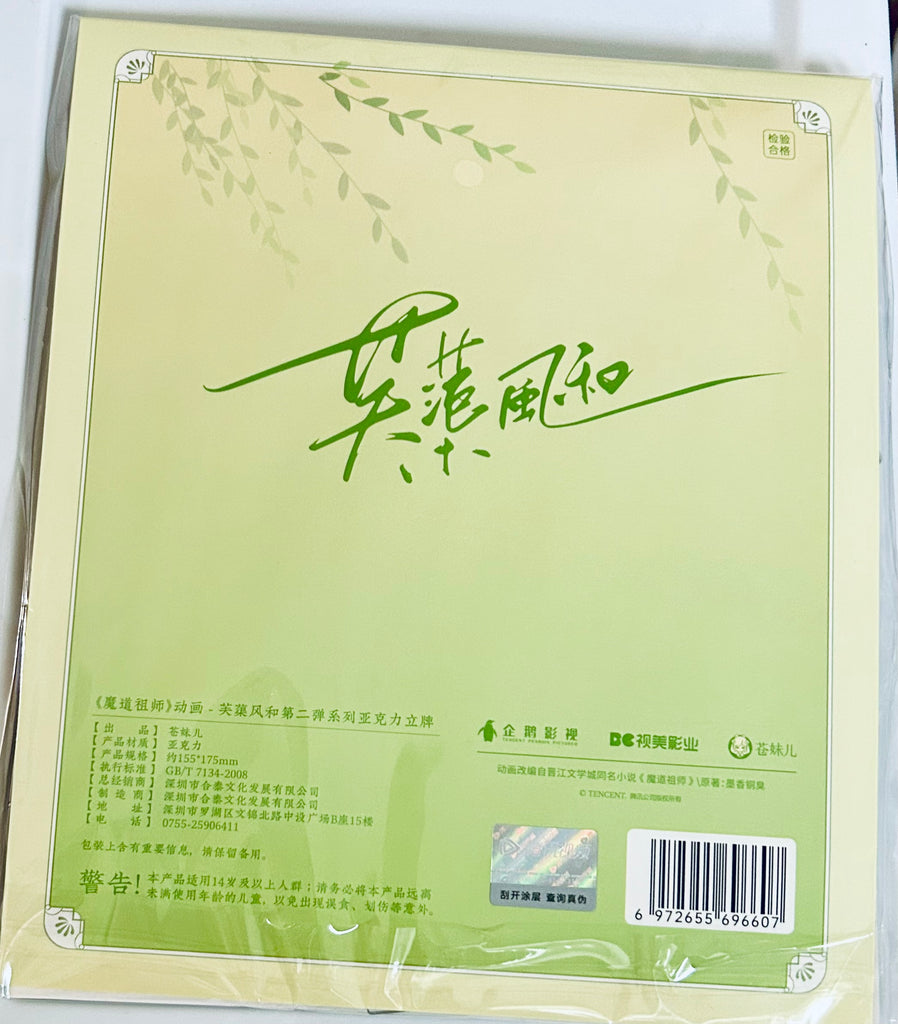 检验
合格
芙蕖風和
《魔道祖师》动画 - 芙蕖风和第二弹系列亚克力立牌
【出 品】 苍妹儿
【产品材质】 亚克力
【产品规格】 约155*175mm
【执行标准】 GB/T 7134-2008
【总经销商】 深圳市合泰文化发展有限公司
【制 造 商】 深圳市合泰文化发展有限公司
【地 址】 深圳市罗湖区文锦北路中设广场B座15楼
【电 话】 0755-25906411
包装上含有重要信息，请保留备用。
警告!本产品适用14岁及以上人群；请务必将本产品远离
未满使用年龄的儿童，以免出现误食、划伤等意外。
企鹅影视
TENCENT PENGUIN PICTURES
视美影业
苍妹儿
动画改编自晋江文学城同名小说《魔道祖师》\原著:墨香铜臭
© TENCENT. 腾讯公司版权所有
刮开涂层 查询真伪
6 972655 696607